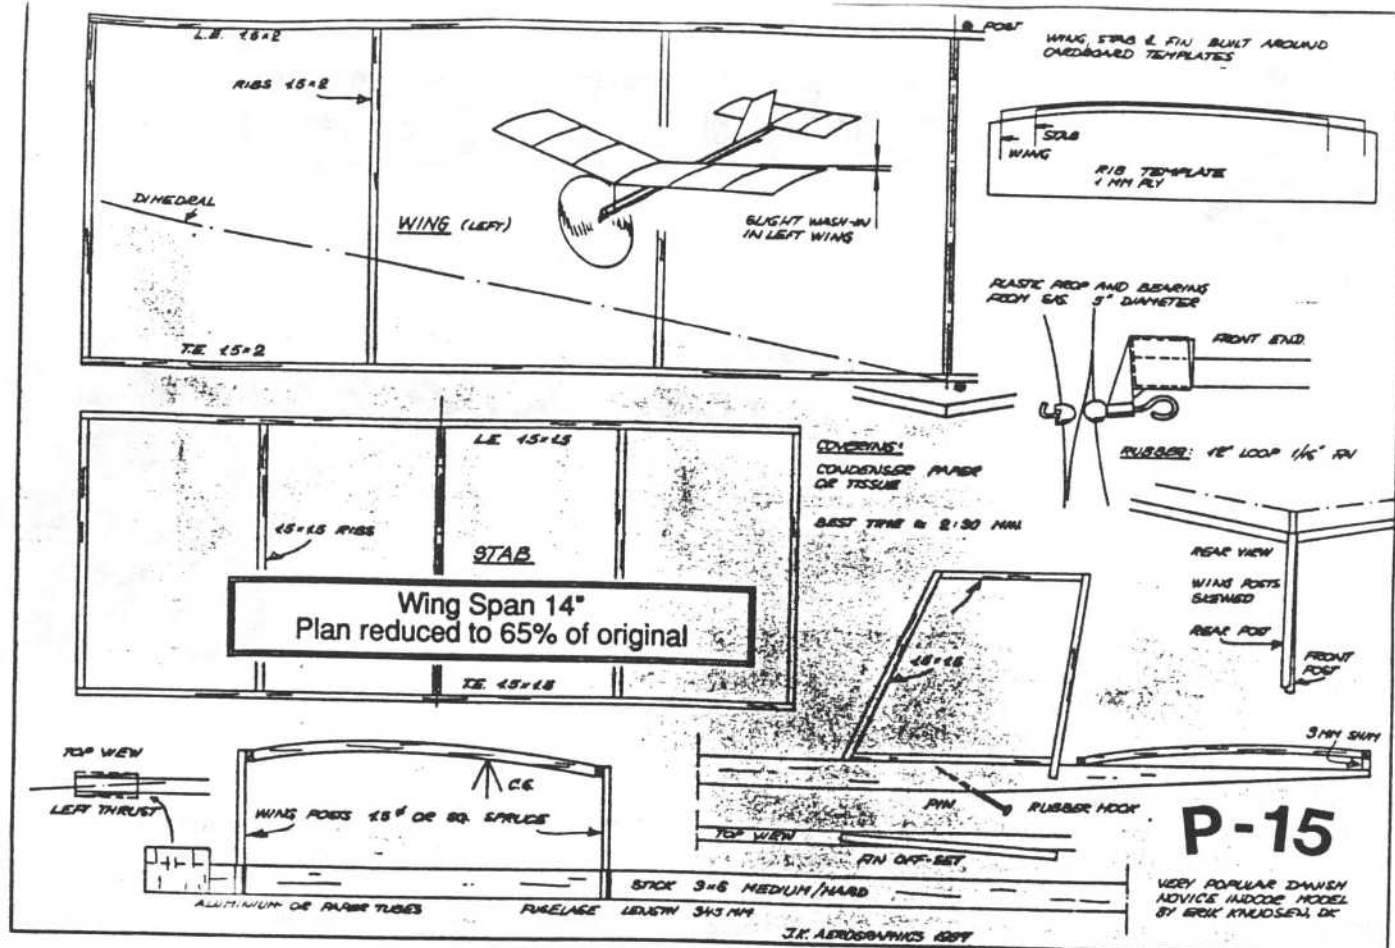 L.E. 1.5×2
POST
WING, STAB & FIN BUILT AROUND
CARDBOARD TEMPLATES
RIBS 1.5×2
STAB
WING
RIB TEMPLATE
1 MM PLY
DIHEDRAL
WING (LEFT)
SLIGHT WASH-IN
IN LEFT WING
PLASTIC PROP AND BEARING
FROM SIG 5" DIAMETER
FRONT END
T.E. 1.5×2
L.E. 1.5×1.5
COVERING:
CONDENSER PAPER
OR TISSUE
RUBBER: 12" LOOP 1/16"
BEST TIME 2:30 MIN.
1.5×1.5 RIBS
STAB
REAR VIEW
WING POSTS
SKEWED
REAR POST
FRONT
POST
Wing Span 14"
Plan reduced to 65% of original
1.5×1.5
T.E. 1.5×1.5
3 MM SHIM
TOP VIEW
LEFT THRUST
C.G.
WING POSTS 1.5 ø OR SQ. SPRUCE
PIN
RUBBER HOOK
TOP VIEW
FIN OFF-SET
P-15
STICK 3×6 MEDIUM/HARD
ALUMINIUM OR PAPER TUBES
FUSELAGE LENGTH 345 MM
VERY POPULAR DANISH
NOVICE INDOOR MODEL
BY ERIK KNUDSEN, DK
J.K. AEROGRAPHICS 1987